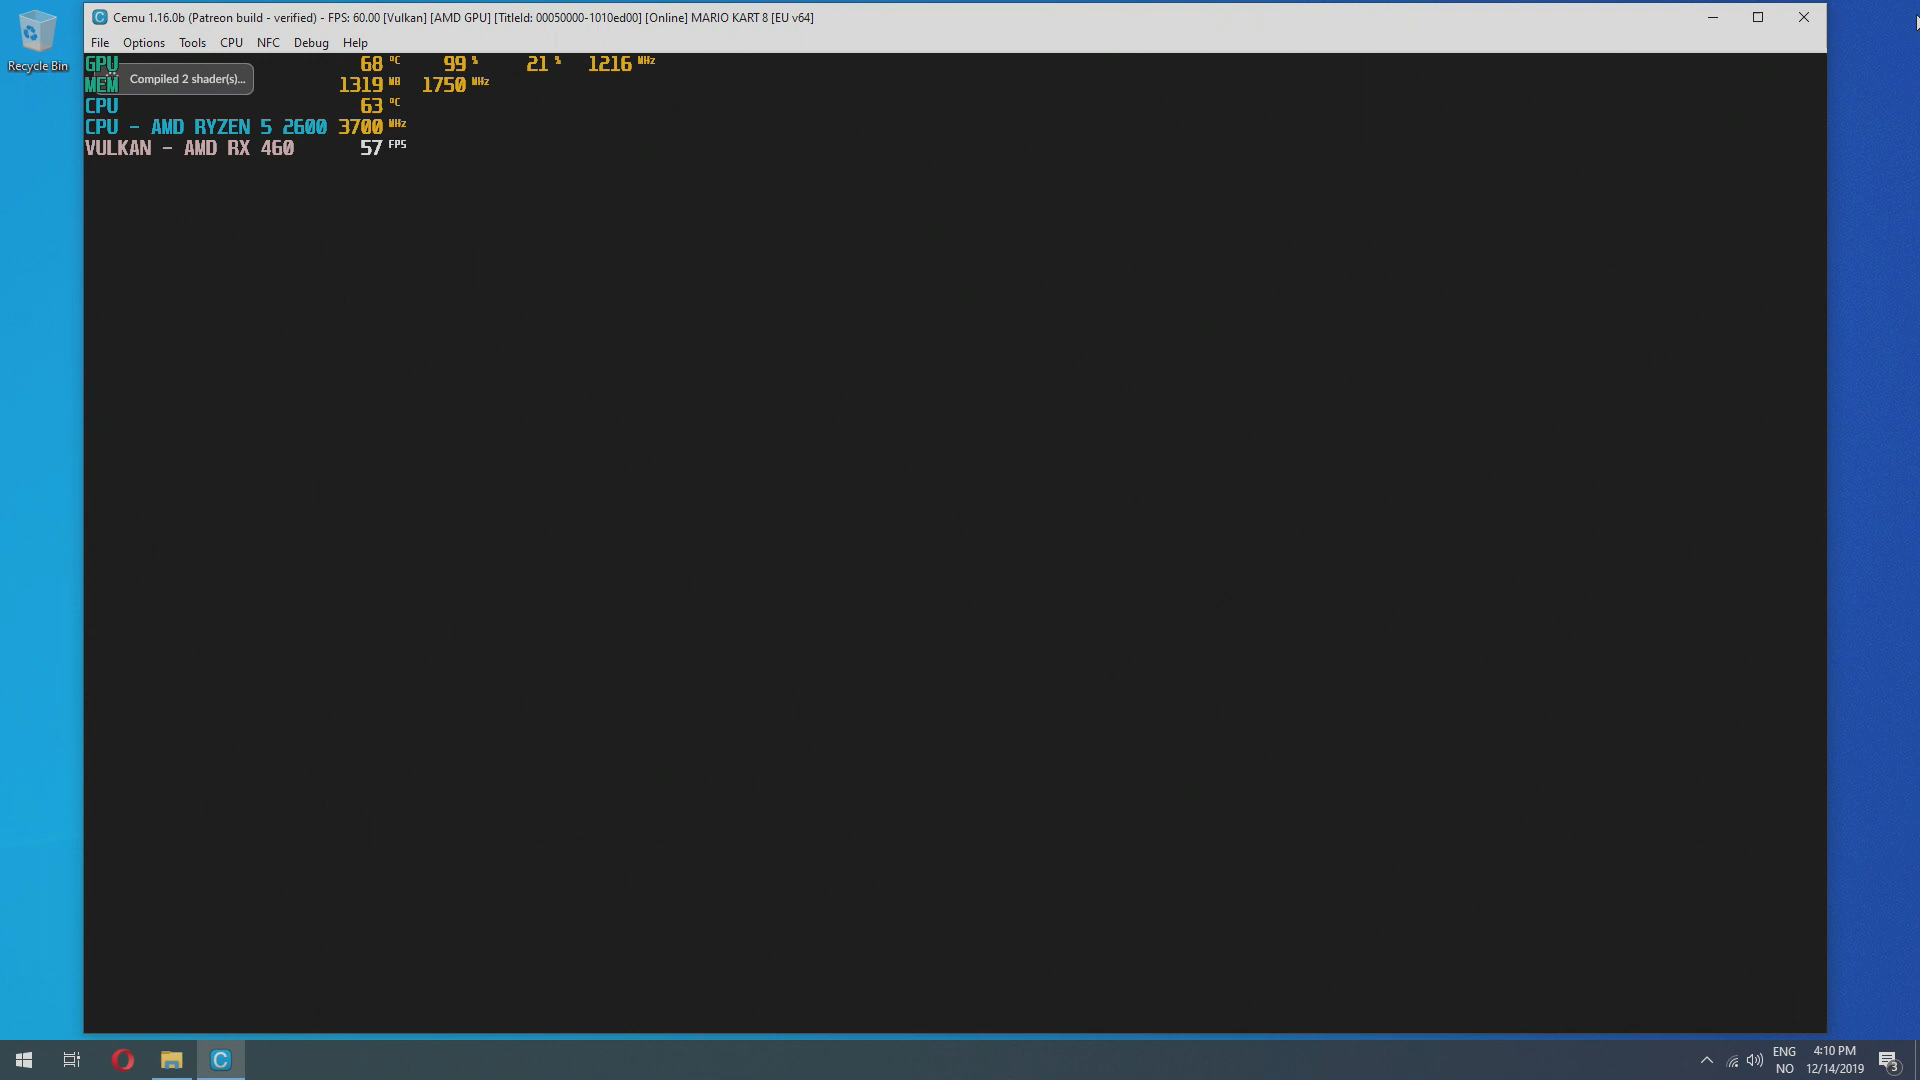 Recycle Bin
Cemu 1.16.0b (Patreon build - verified) - FPS: 60.00 [Vulkan] [AMD GPU] [TitleId: 00050000-1010ed00] [Online] MARIO KART 8 [EU v64]
File Options Tools CPU NFC Debug Help
GPU 68 °C 99 % 21 % 1216 MHz
Compiled 2 shader(s)...
MEM 1319 MB 1750 MHz
CPU 63 °C
CPU - AMD RYZEN 5 2600 3700 MHz
VULKAN - AMD RX 460 57 FPS
ENG 4:10 PM
NO 12/14/2019 3